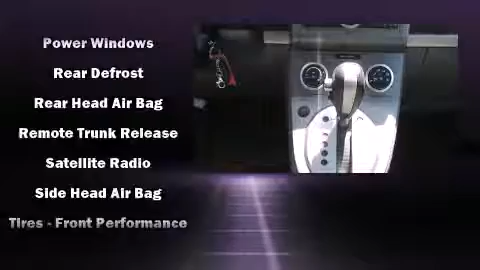 Power Windows
Rear Defrost
Rear Head Air Bag
Remote Trunk Release
Satellite Radio
Side Head Air Bag
Tires - Front Performance